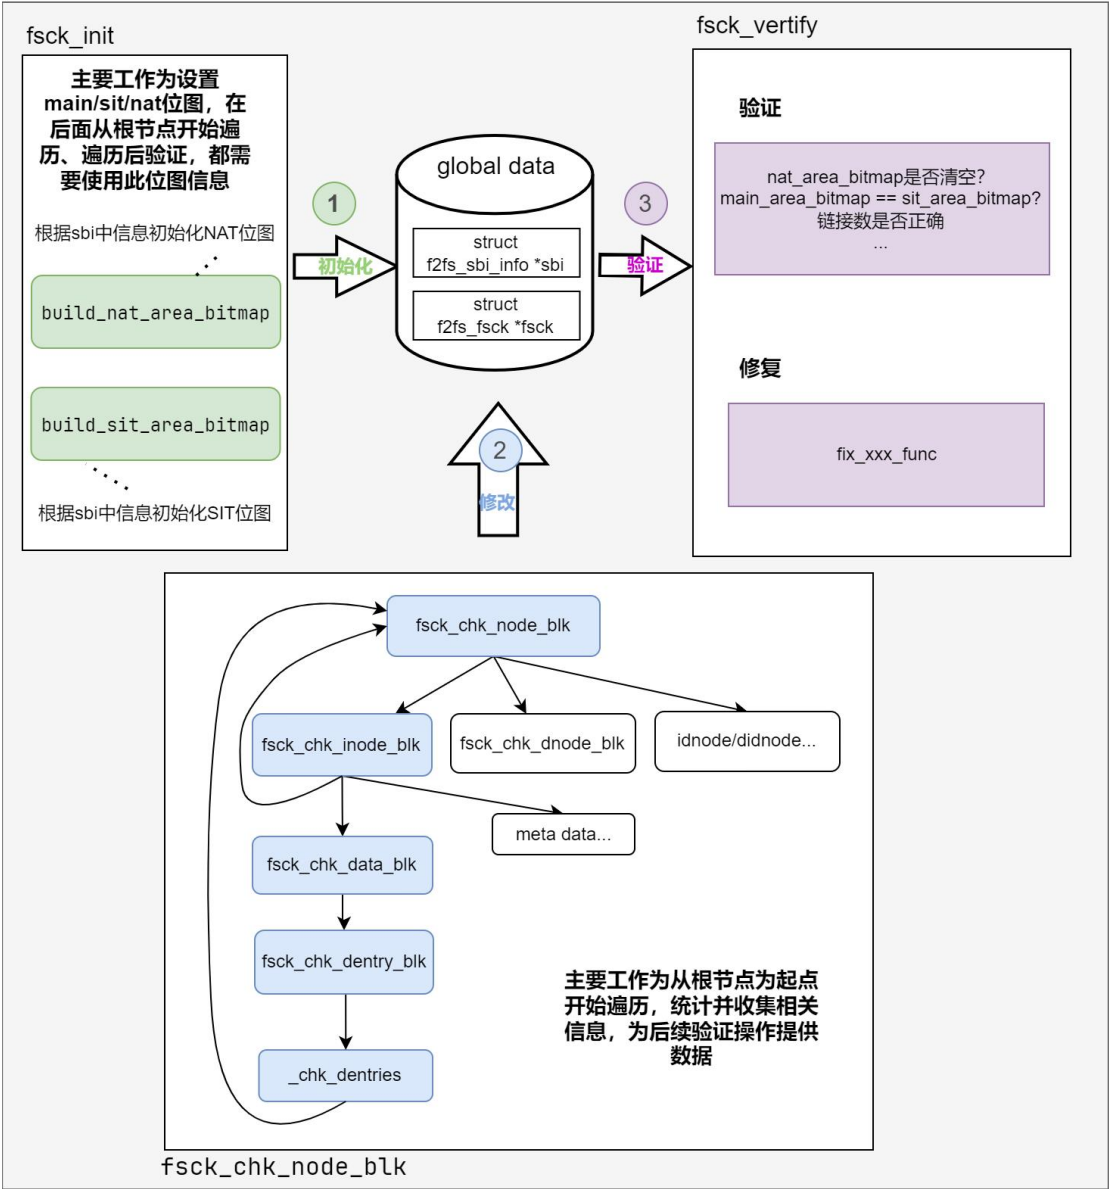 fsck_init
主要工作为设置
main/sit/nat位图，在
后面从根节点开始遍
历、遍历后验证，都需
要使用此位图信息
根据sbi中信息初始化NAT位图
build_nat_area_bitmap
build_sit_area_bitmap
根据sbi中信息初始化SIT位图
1
初始化
global data
struct
f2fs_sbi_info *sbi
struct
f2fs_fsck *fsck
3
验证
2
修改
fsck_vertify
验证
nat_area_bitmap是否清空？
main_area_bitmap == sit_area_bitmap?
链接数是否正确
...
修复
fix_xxx_func
fsck_chk_node_blk
fsck_chk_inode_blk
fsck_chk_dnode_blk
idnode/didnode...
meta data...
fsck_chk_data_blk
fsck_chk_dentry_blk
_chk_dentries
主要工作为从根节点为起点
开始遍历，统计并收集相关
信息，为后续验证操作提供
数据
fsck_chk_node_blk